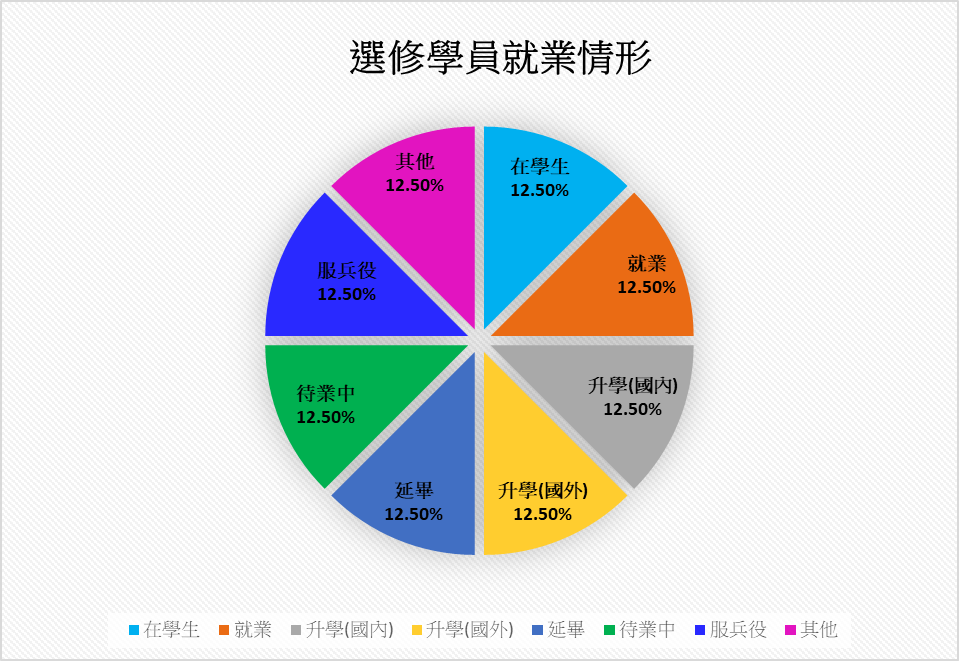 選修學員就業情形
其他
12.50%
在學生
12.50%
服兵役
12.50%
就業
12.50%
待業中
12.50%
升學(國內)
12.50%
延畢
12.50%
升學(國外)
12.50%
在學生 就業 升學(國內) 升學(國外) 延畢 待業中 服兵役 其他